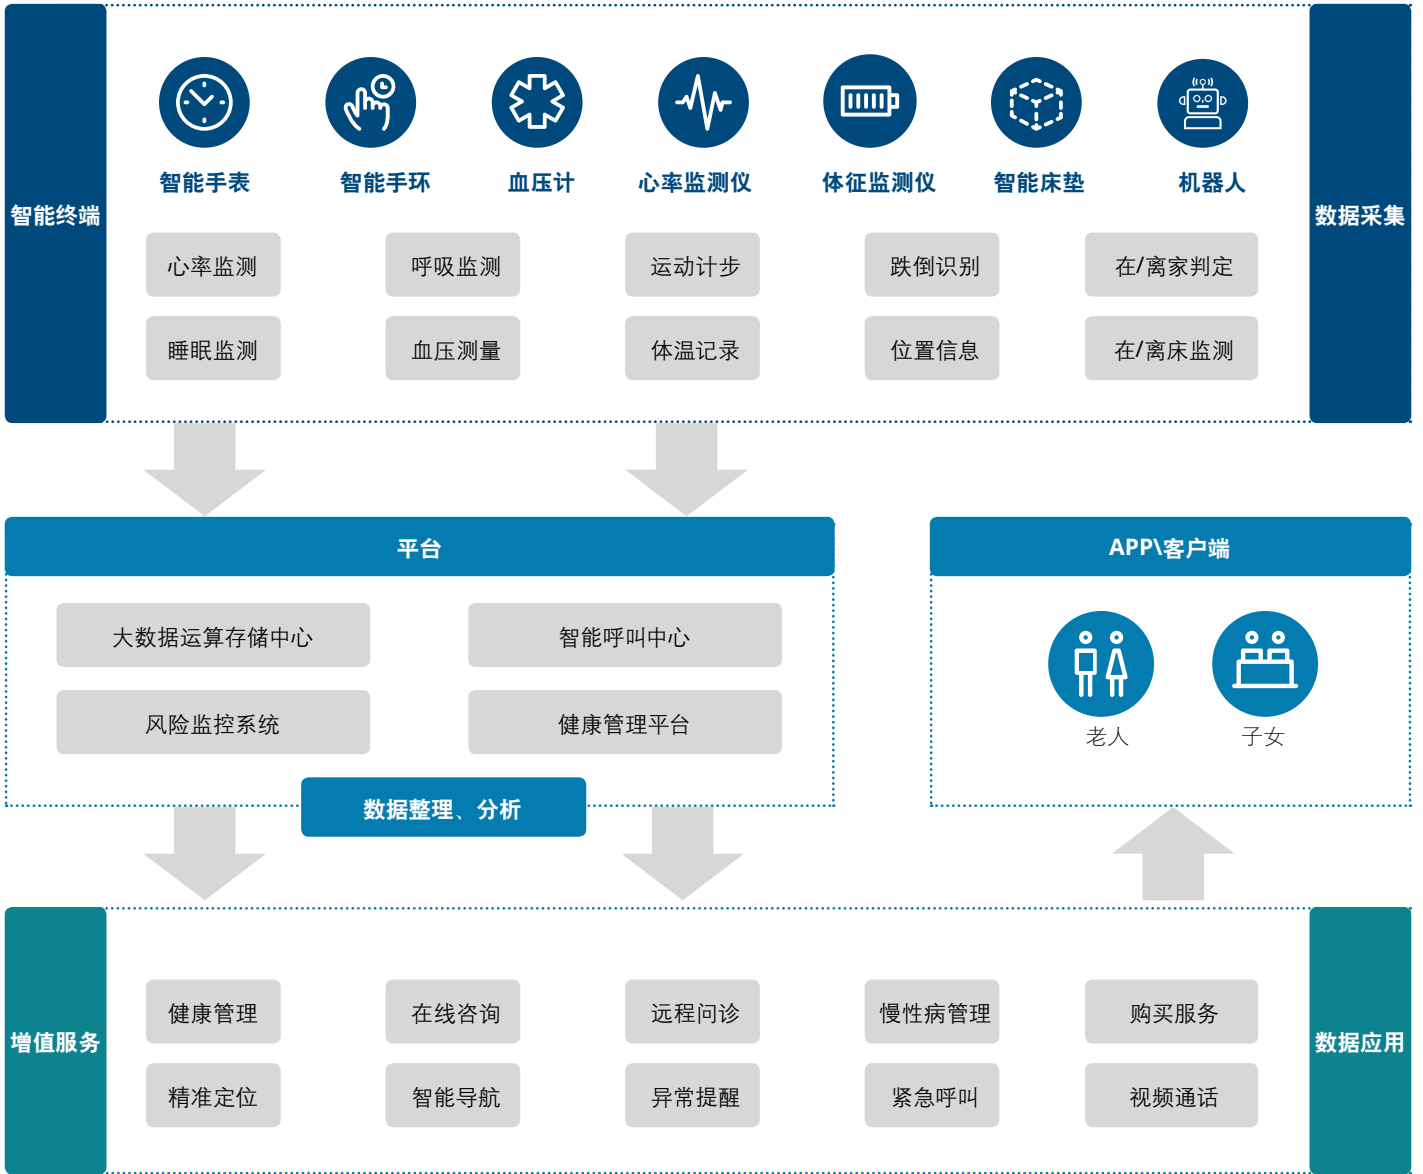 智能终端
智能手表
智能手环
血压计
心率监测仪
体征监测仪
智能床垫
机器人
数据采集
心率监测
呼吸监测
运动计步
跌倒识别
在/离家判定
睡眠监测
血压测量
体温记录
位置信息
在/离床监测
平台
大数据运算存储中心
智能呼叫中心
风险监控系统
健康管理平台
数据整理、分析
APP\客户端
老人
子女
增值服务
健康管理
在线咨询
远程问诊
慢性病管理
购买服务
精准定位
智能导航
异常提醒
紧急呼叫
视频通话
数据应用